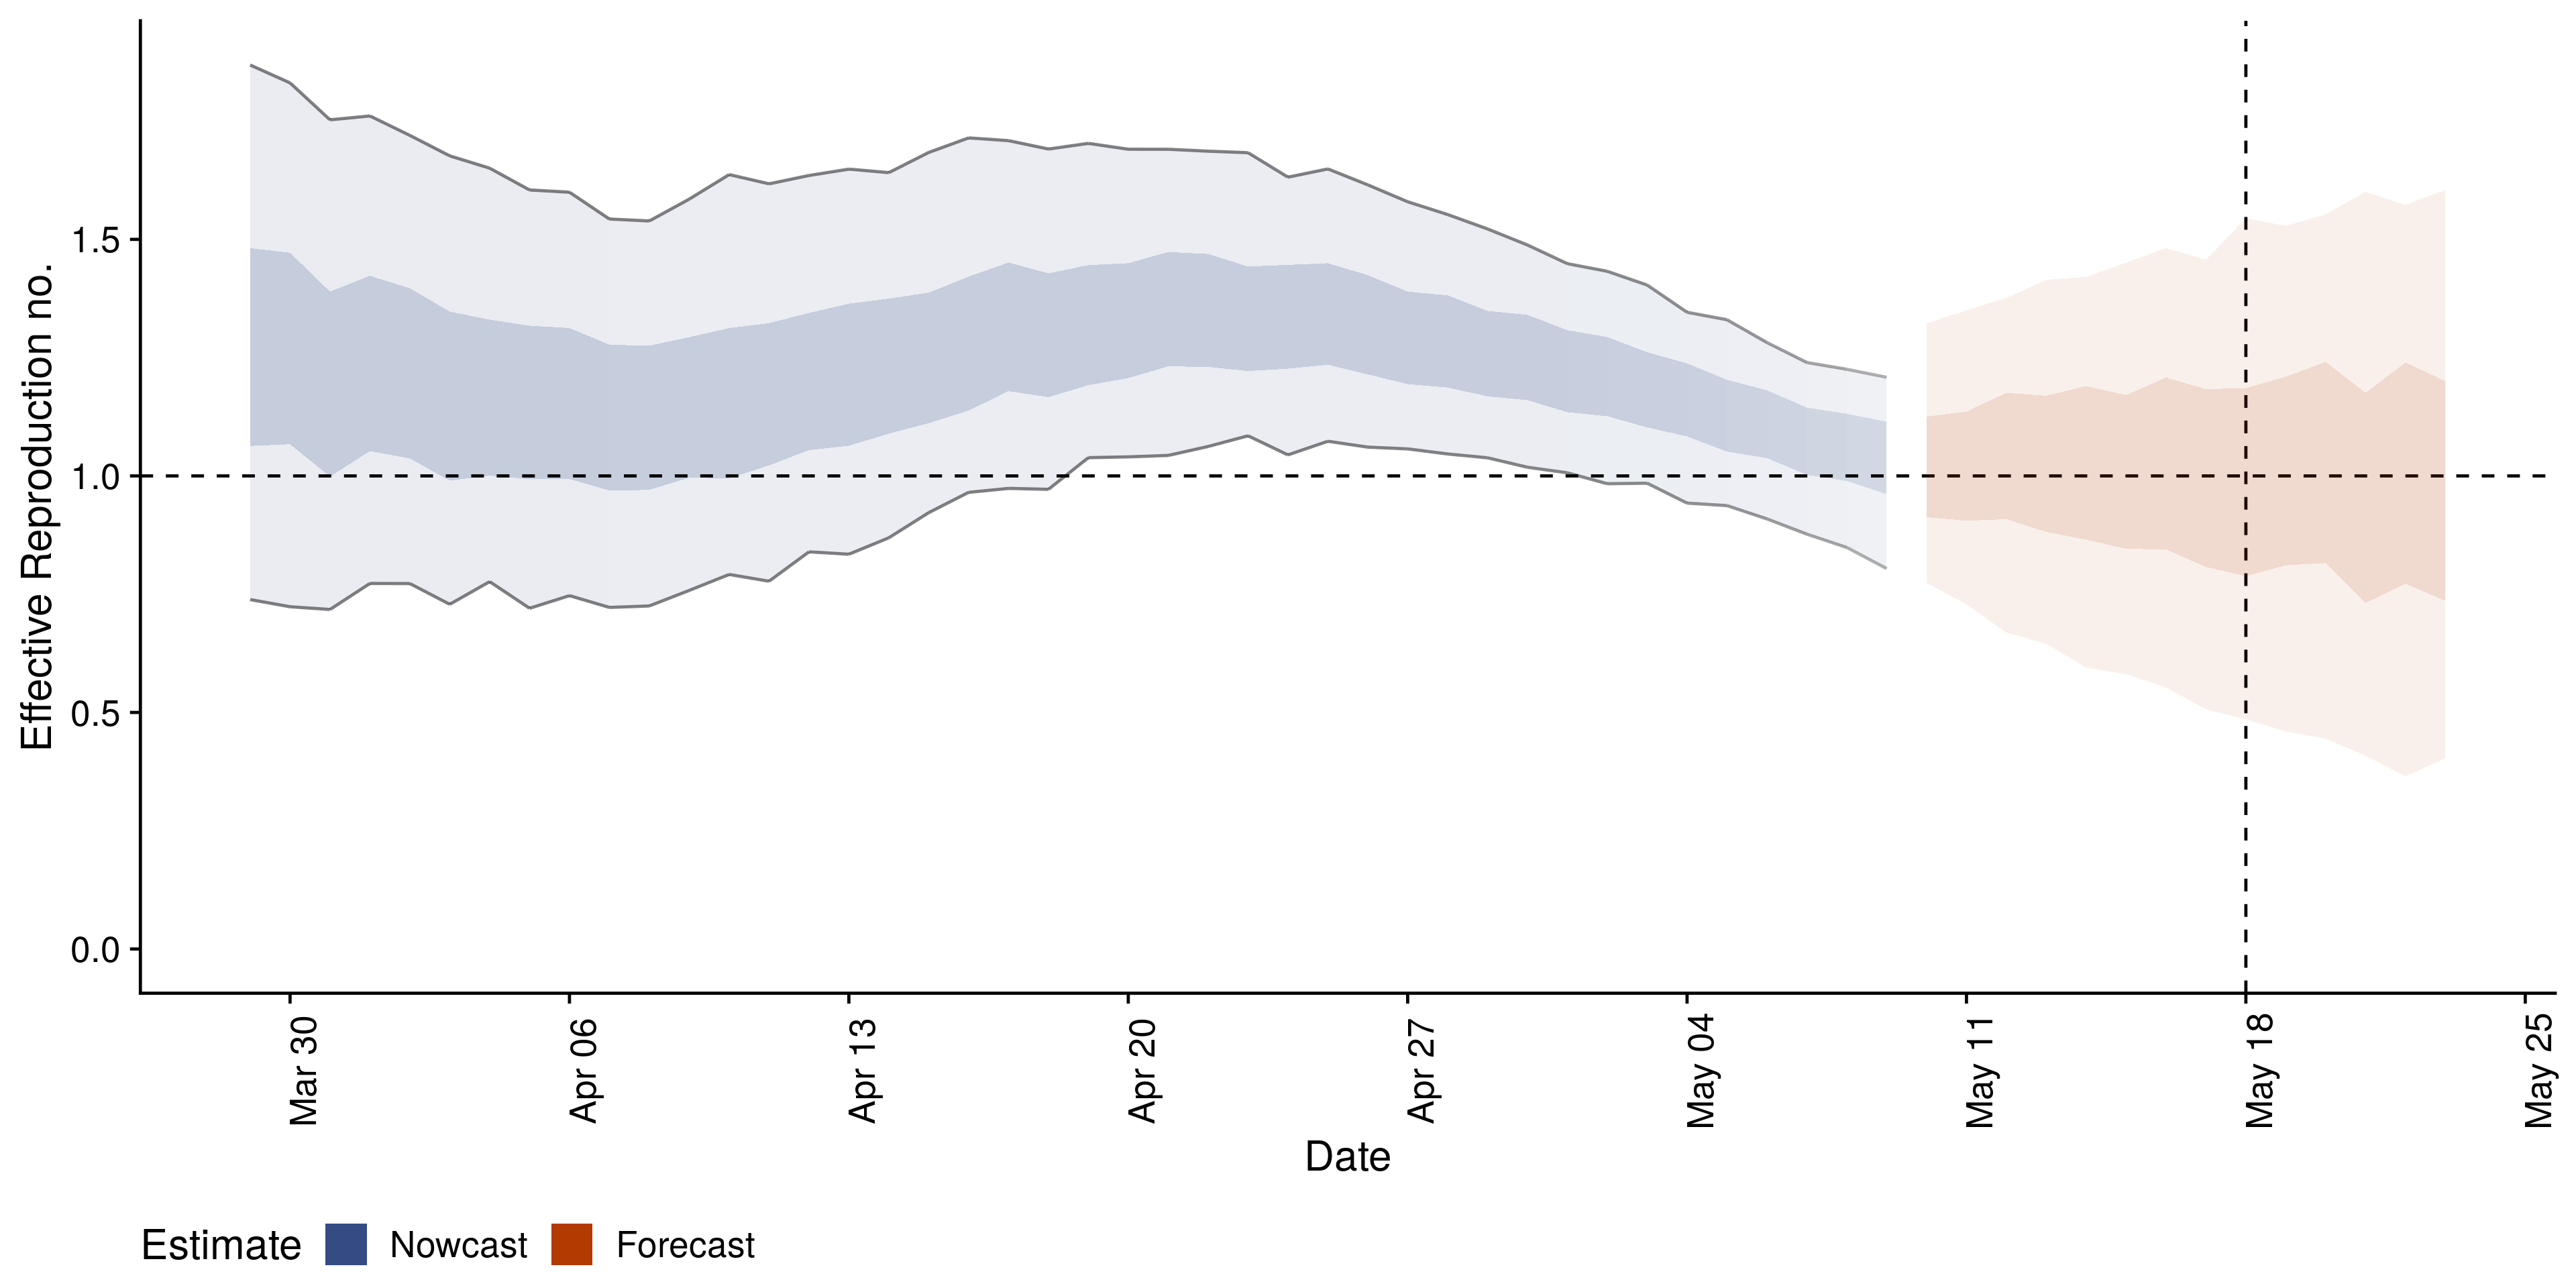 Effective Reproduction no.
1.5
1.0
0.5
0.0
Mar 30
Apr 06
Apr 13
Apr 20
Apr 27
May 04
May 11
May 18
May 25
Date
Estimate Nowcast Forecast